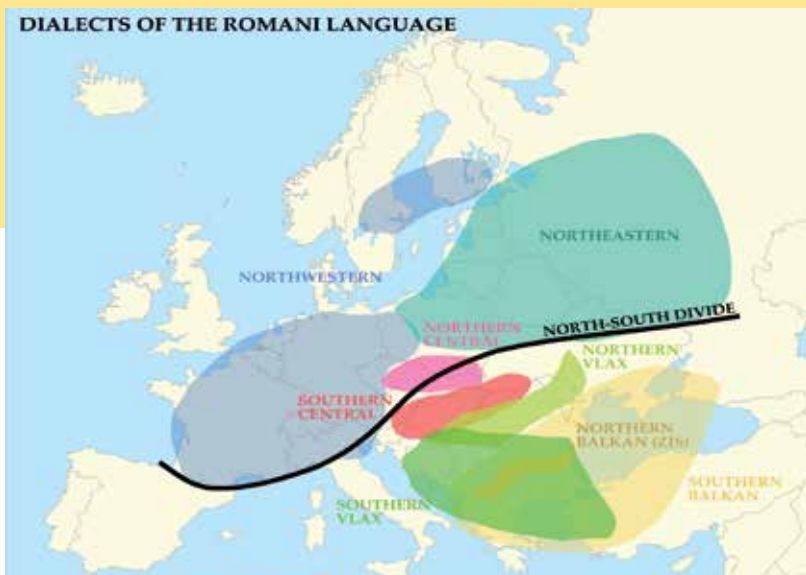 DIALECTS OF THE ROMANI LANGUAGE
NORTHEASTERN
NORTHWESTERN
NORTH-SOUTH DIVIDE
NORTHERN
CENTRAL
NORTHERN
VLAX
SOUTHERN
CENTRAL
NORTHERN
BALKAN (ZIS)
SOUTHERN
BALKAN
SOUTHERN
VLAX